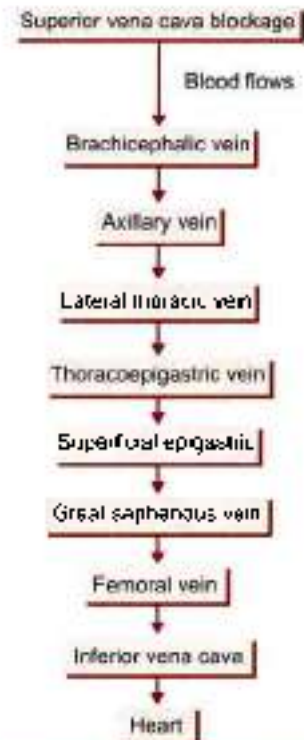 Superior vena cava blockage
Blood flows
Brachicephalic vein
Axillary vein
Lateral thoracic vein
Thoracoepigastric vein
Superficial epigastric
Great saphenous vein
Femoral vein
Inferior vena cava
Heart